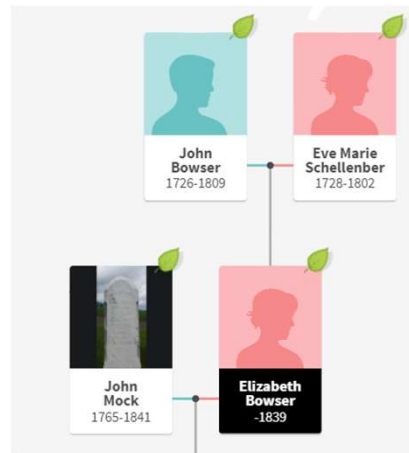 John
Bowser
1726-1809
Eve Marie
Schellenber
1728-1802
John
Mock
1765-1841
Elizabeth
Bowser
-1839